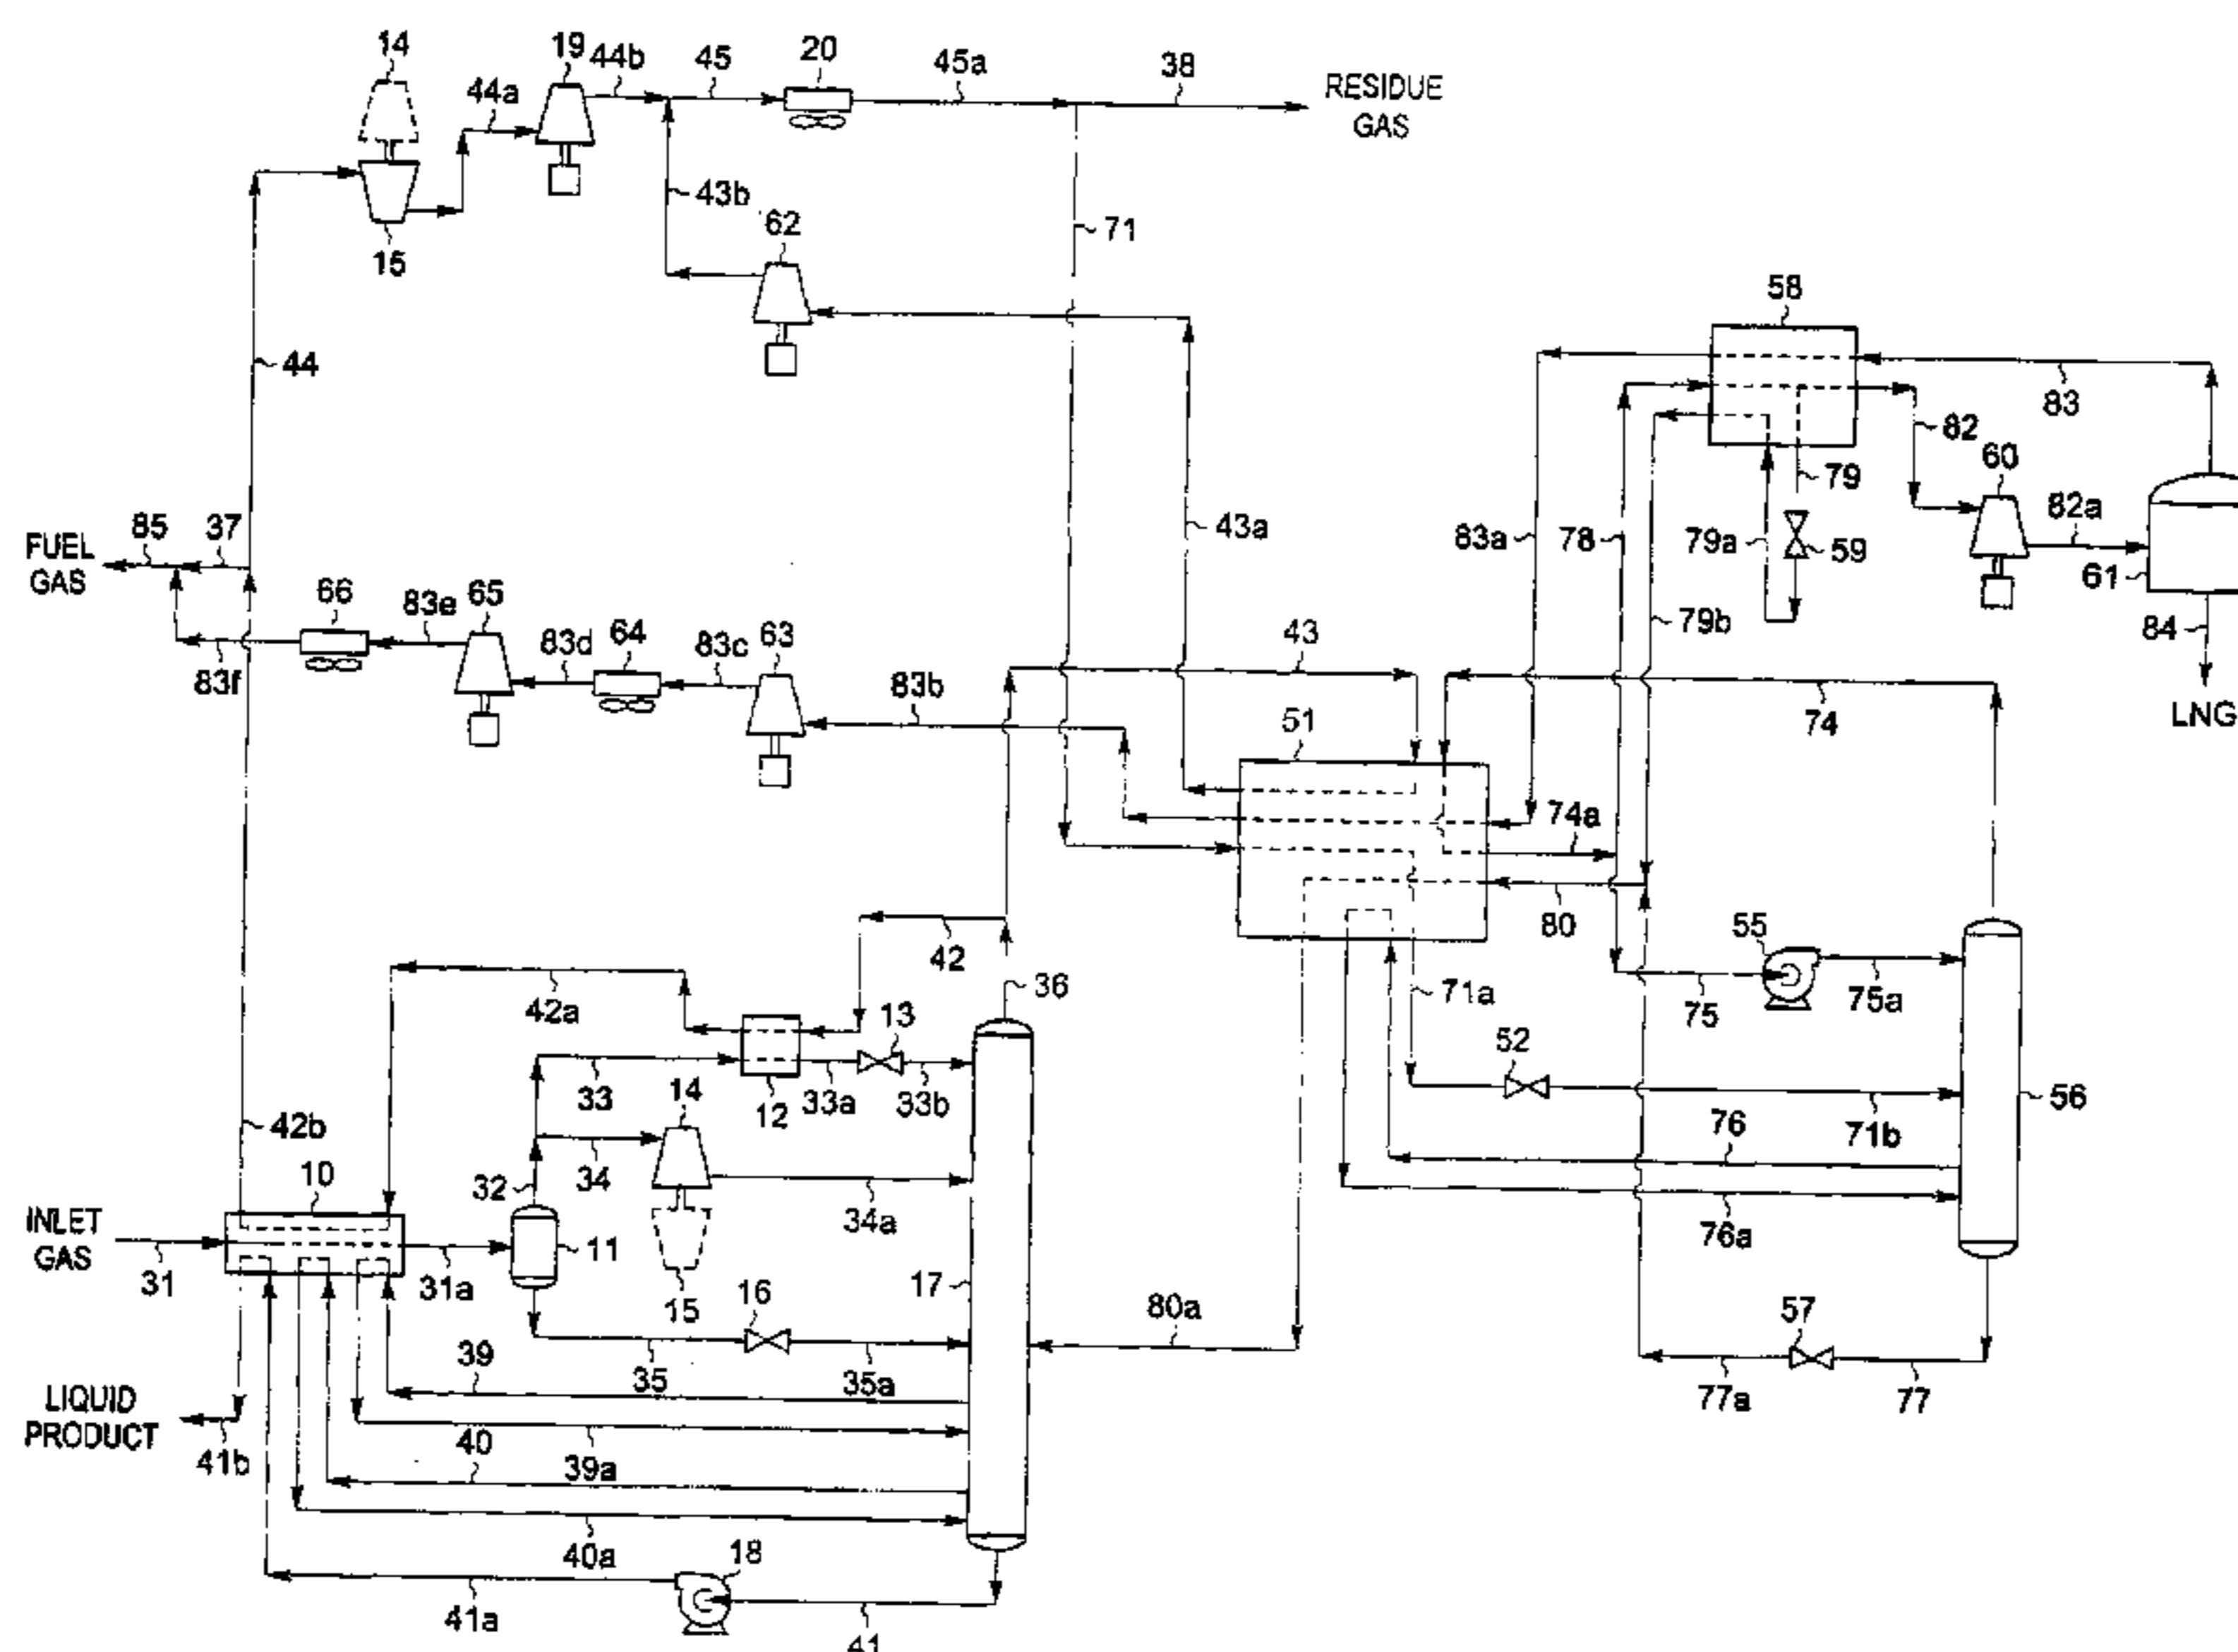 14
19
44b
45
20
45a
38
RESIDUE
GAS
44a
43b
62
71
15
58
44
83
82
60
79
82a
43a
83a
78
79a
59
61
FUEL
GAS
85
37
66
83e
65
83d
64
83c
63
83f
83b
43
79b
84
LNG
51
74
74a
80
55
42
36
42a
13
71a
75
75a
52
33
12
33a
33b
14
56
42b
76
71b
10
32
34
34a
76a
INLET
GAS
31
31a
11
15
16
17
80a
57
39
35
35a
77a
77
LIQUID
PRODUCT
41b
40
39a
40a
18
41a
41